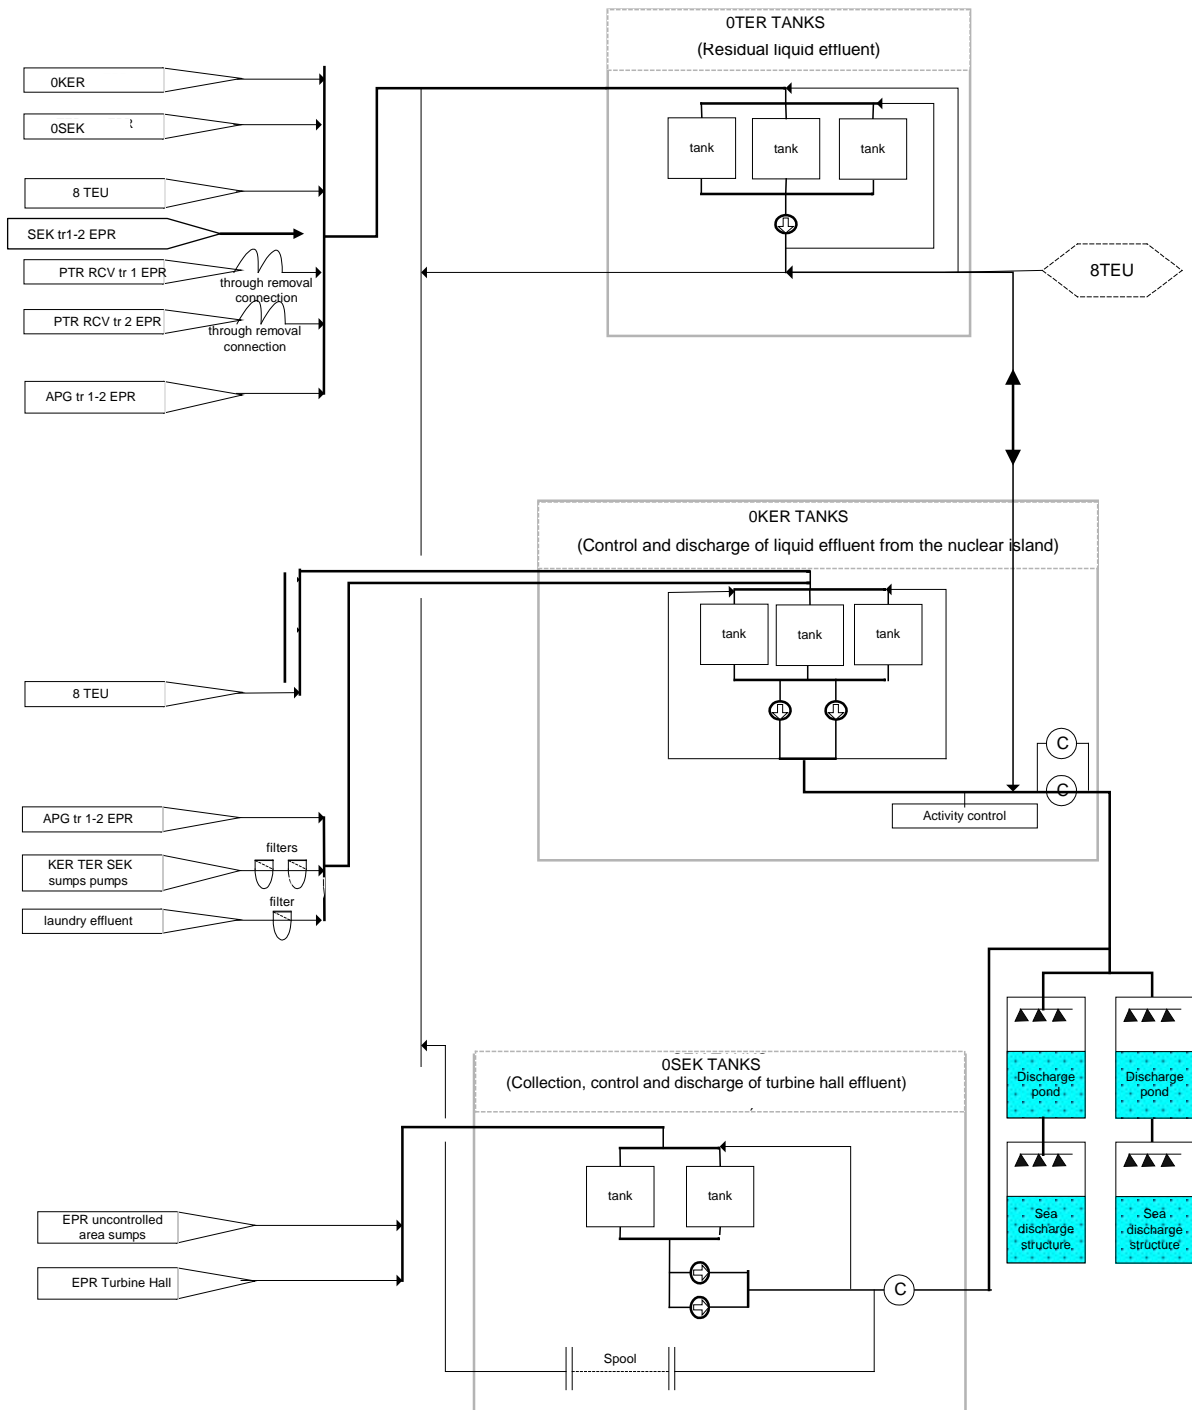 0TER TANKS
(Residual liquid effluent)
0KER
0SEK
8 TEU
SEK tr1-2 EPR
PTR RCV tr 1 EPR
through removal
connection
PTR RCV tr 2 EPR
through removal
connection
APG tr 1-2 EPR
tank
tank
tank
8TEU
0KER TANKS
(Control and discharge of liquid effluent from the nuclear island)
tank
tank
tank
8 TEU
C
C
Activity control
APG tr 1-2 EPR
KER TER SEK
sumps pumps
filters
laundry effluent
filter
Discharge
pond
Discharge
pond
Sea
discharge
structure
Sea
discharge
structure
0SEK TANKS
(Collection, control and discharge of turbine hall effluent)
tank
tank
EPR uncontrolled
area sumps
EPR Turbine Hall
C
Spool